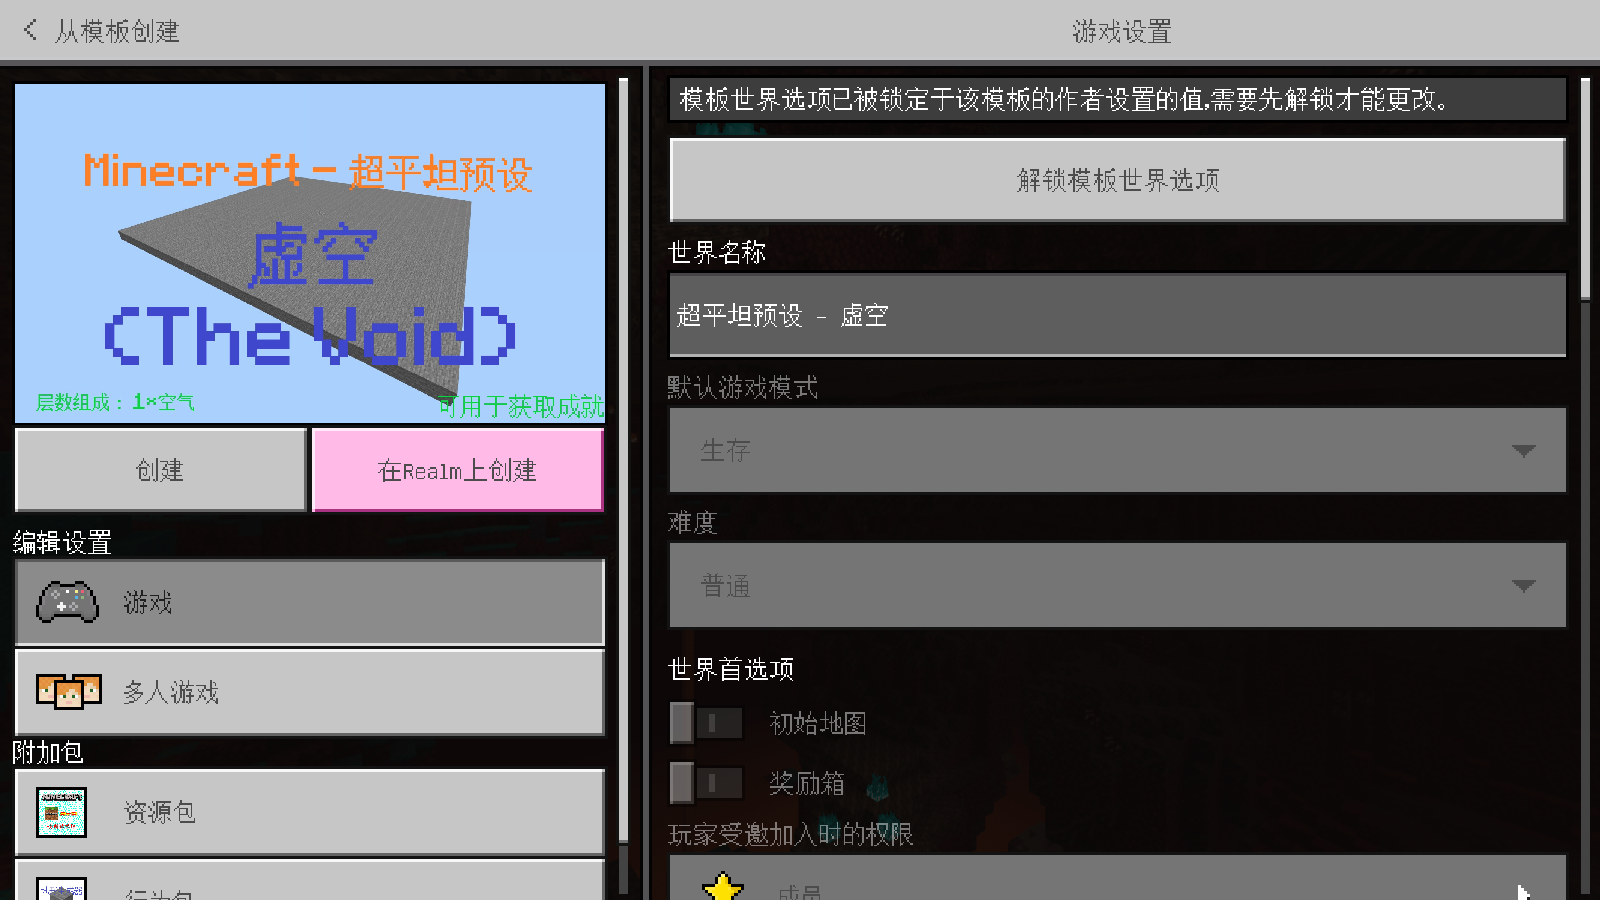 从模板创建
游戏设置
Minecraft - 超平坦预设
虚空
(The Void)
层数组成：1×空气
可用于获取成就
创建
在Realm上创建
编辑设置
游戏
多人游戏
附加包
资源包
行为包
模板世界选项已被锁定于该模板的作者设置的值,需要先解锁才能更改。
解锁模板世界选项
世界名称
超平坦预设 - 虚空
默认游戏模式
生存
难度
普通
世界首选项
初始地图
奖励箱
玩家受邀加入时的权限
成员